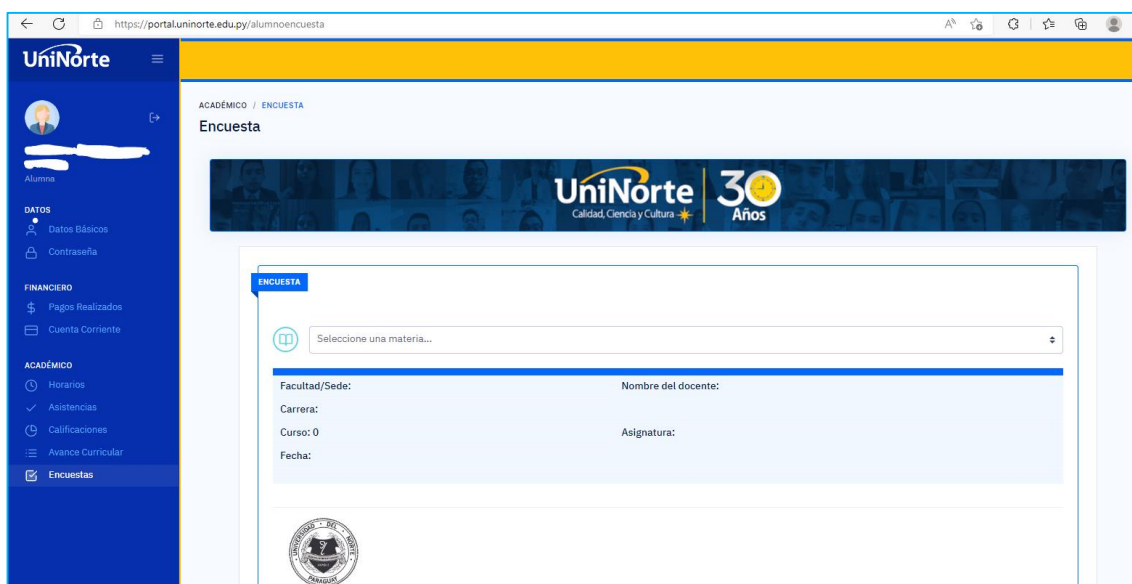 https://portal.uninorte.edu.py/alumnoencuesta
UniNorte
ACADÉMICO / ENCUESTA
Encuesta
Alumna
UniNorte
Calidad, Ciencia y Cultura
30
Años
DATOS
Datos Básicos
Contraseña
FINANCIERO
Pagos Realizados
Cuenta Corriente
ACADÉMICO
Horarios
Asistencias
Calificaciones
Avance Curricular
Encuestas
ENCUESTA
Seleccione una materia...
Facultad/Sede:
Nombre del docente:
Carrera:
Curso: 0
Asignatura:
Fecha:
UNIVERSIDAD DEL NORTE
PARAGUAY